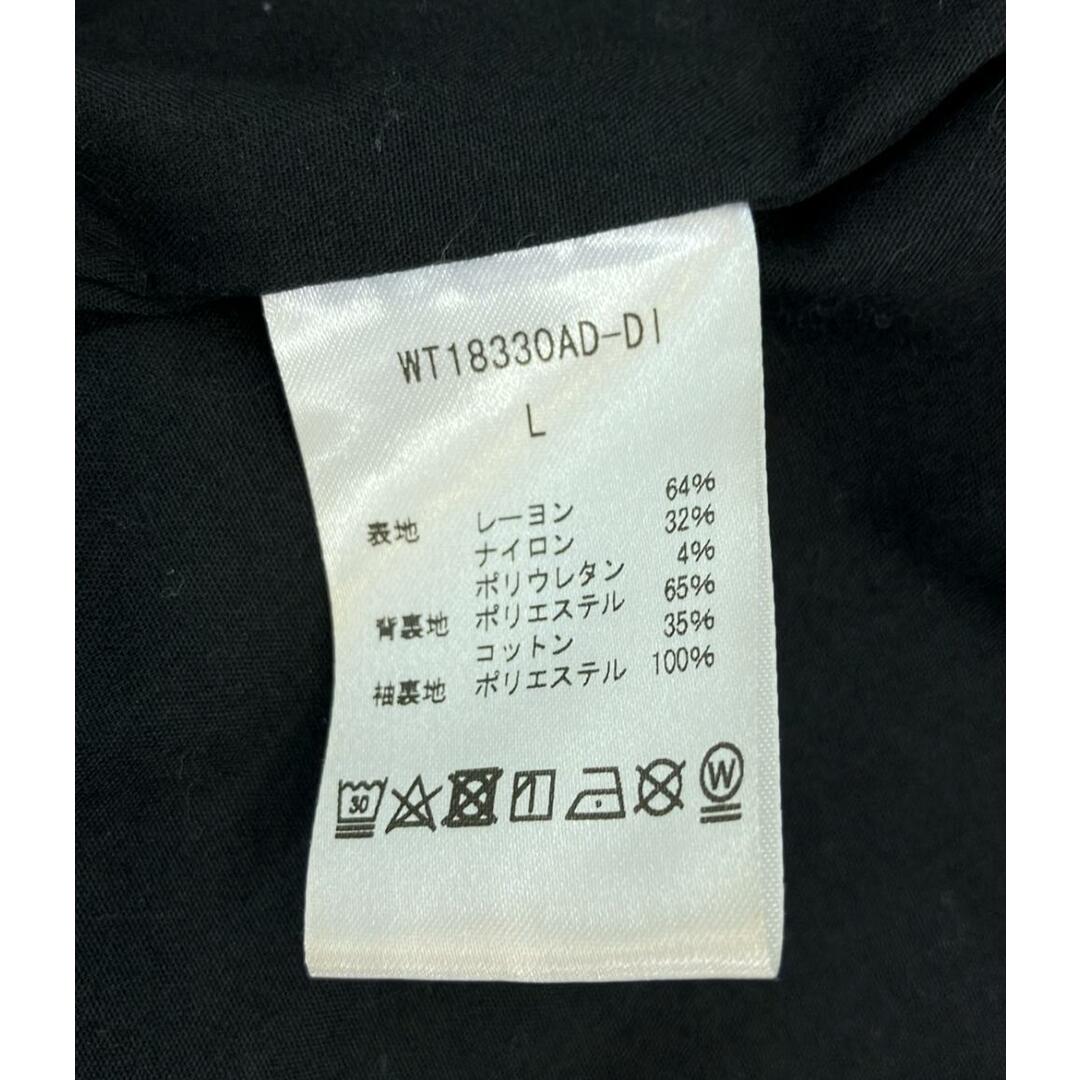 WT18330AD-DI
L
表地 レーヨン 64%
ナイロン 32%
ポリウレタン 4%
背裏地 ポリエステル 65%
コットン 35%
袖裏地 ポリエステル 100%
30 W